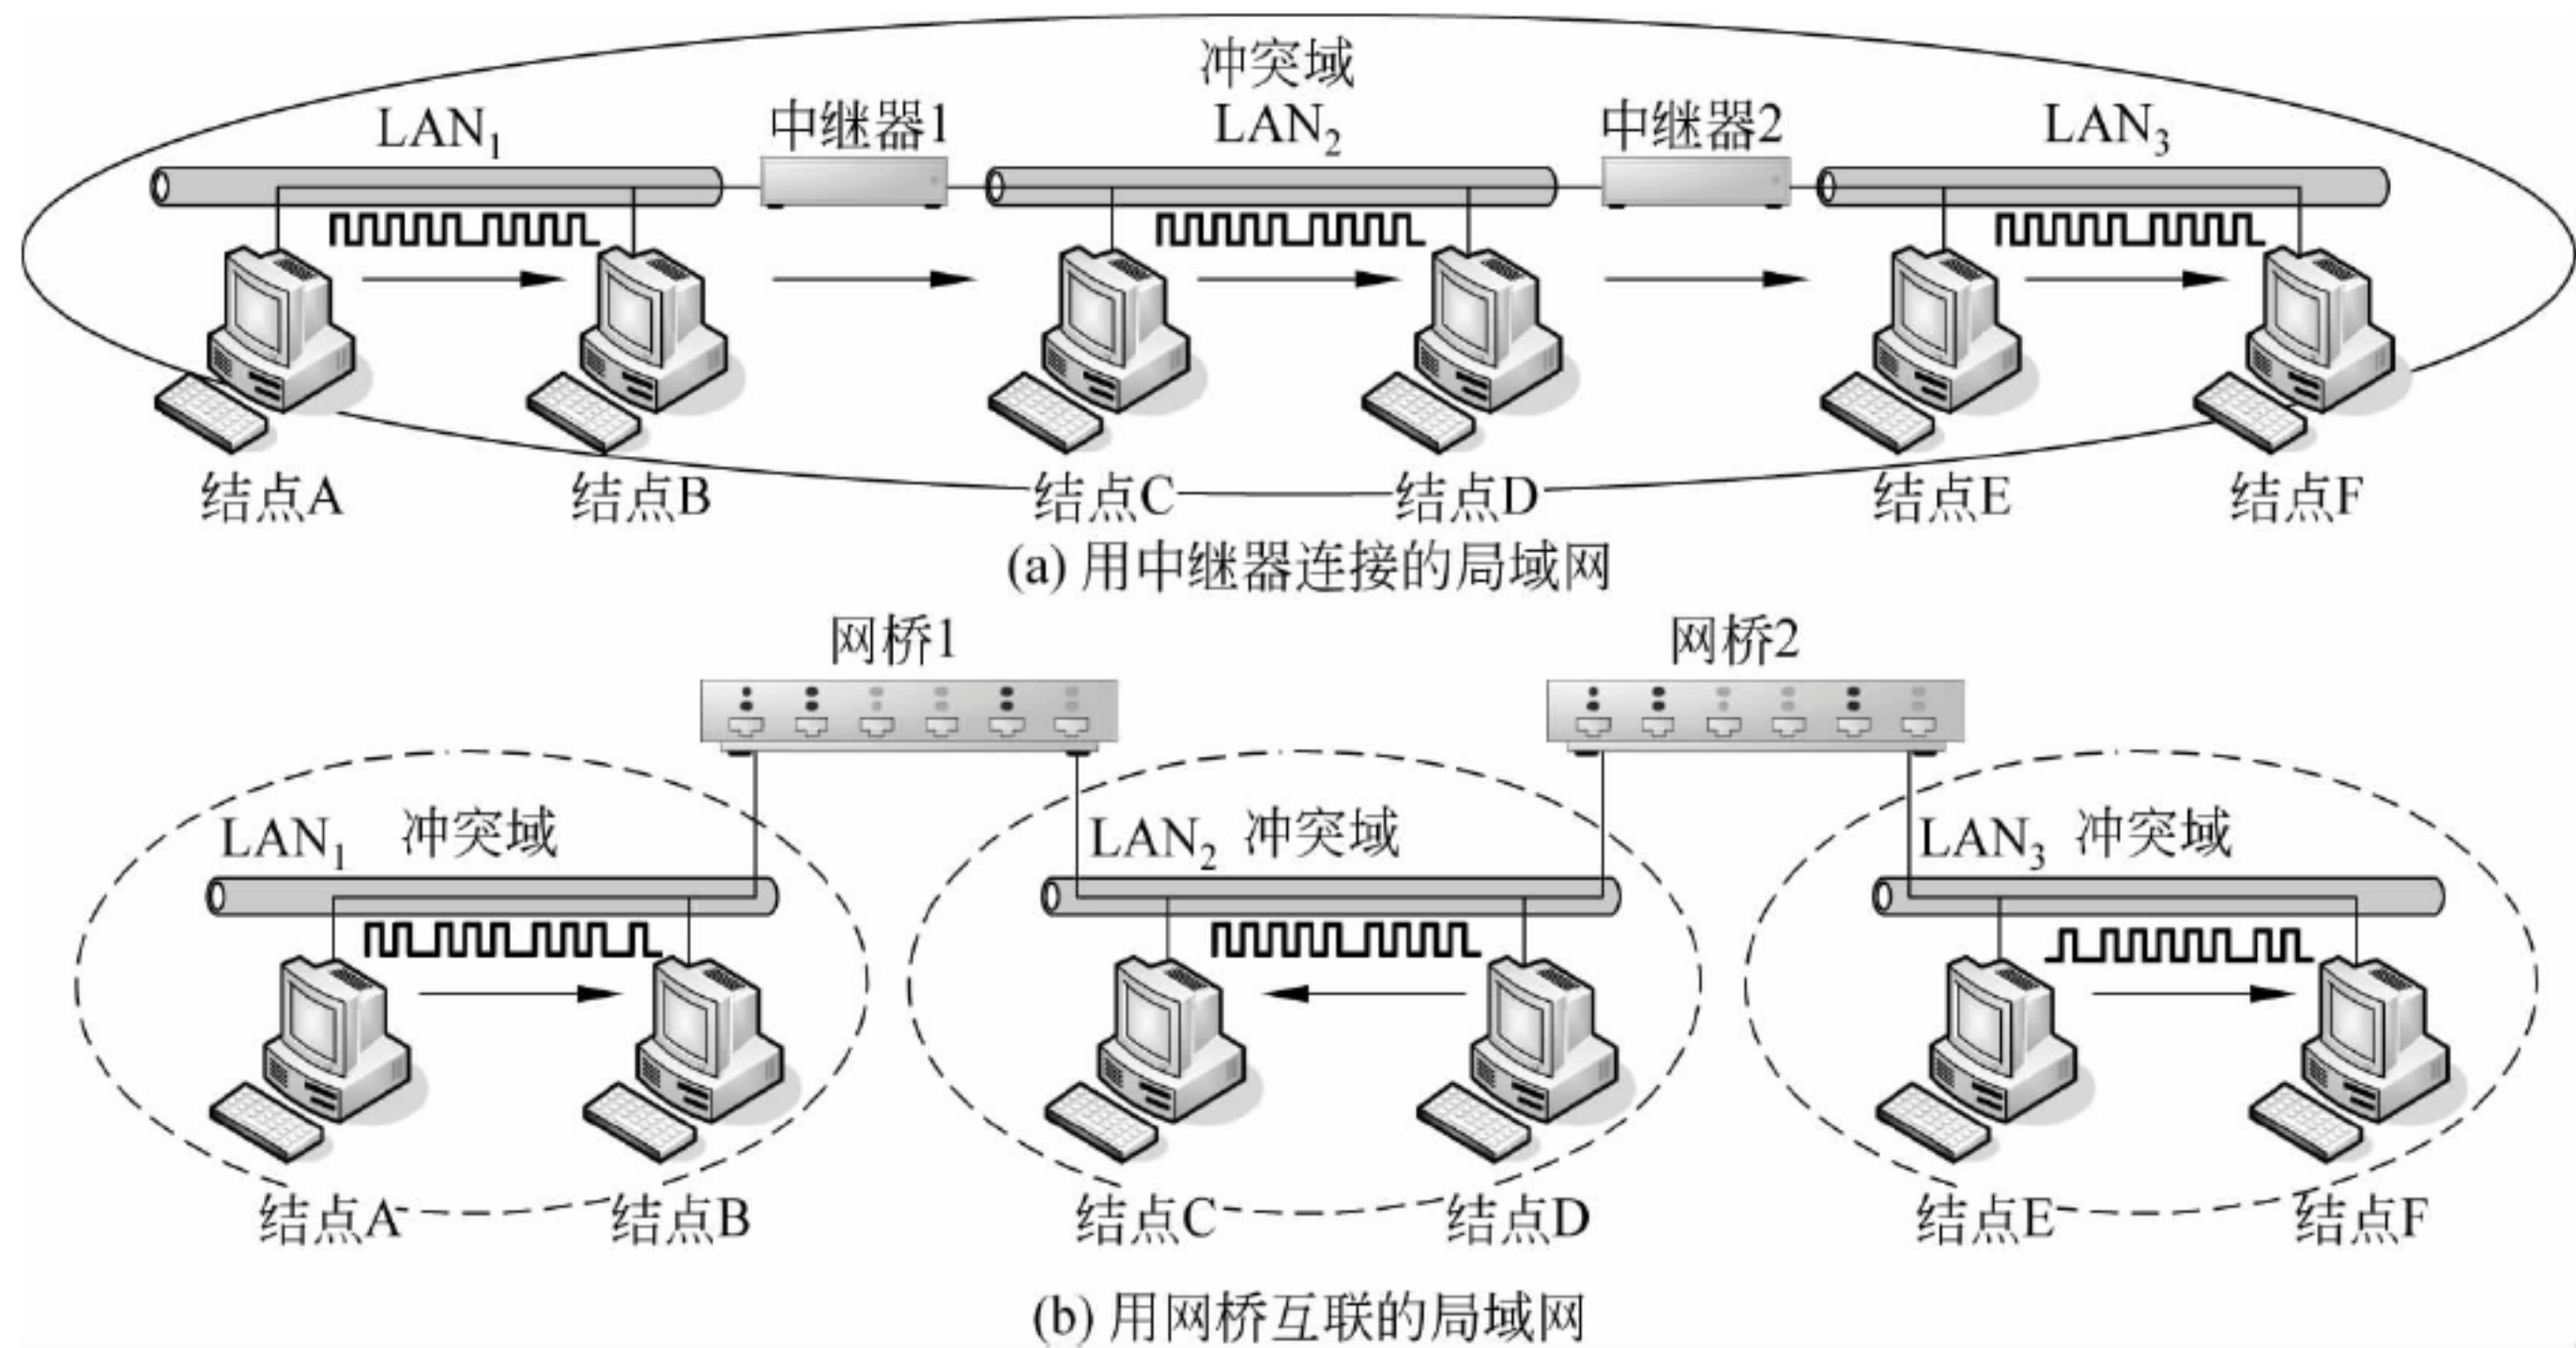 冲突域
LAN1 中继器1 LAN2 中继器2 LAN3
结点A 结点B 结点C 结点D 结点E 结点F
(a) 用中继器连接的局域网
网桥1 网桥2
LAN1 冲突域 LAN2 冲突域 LAN3 冲突域
结点A 结点B 结点C 结点D 结点E 结点F
(b) 用网桥互联的局域网